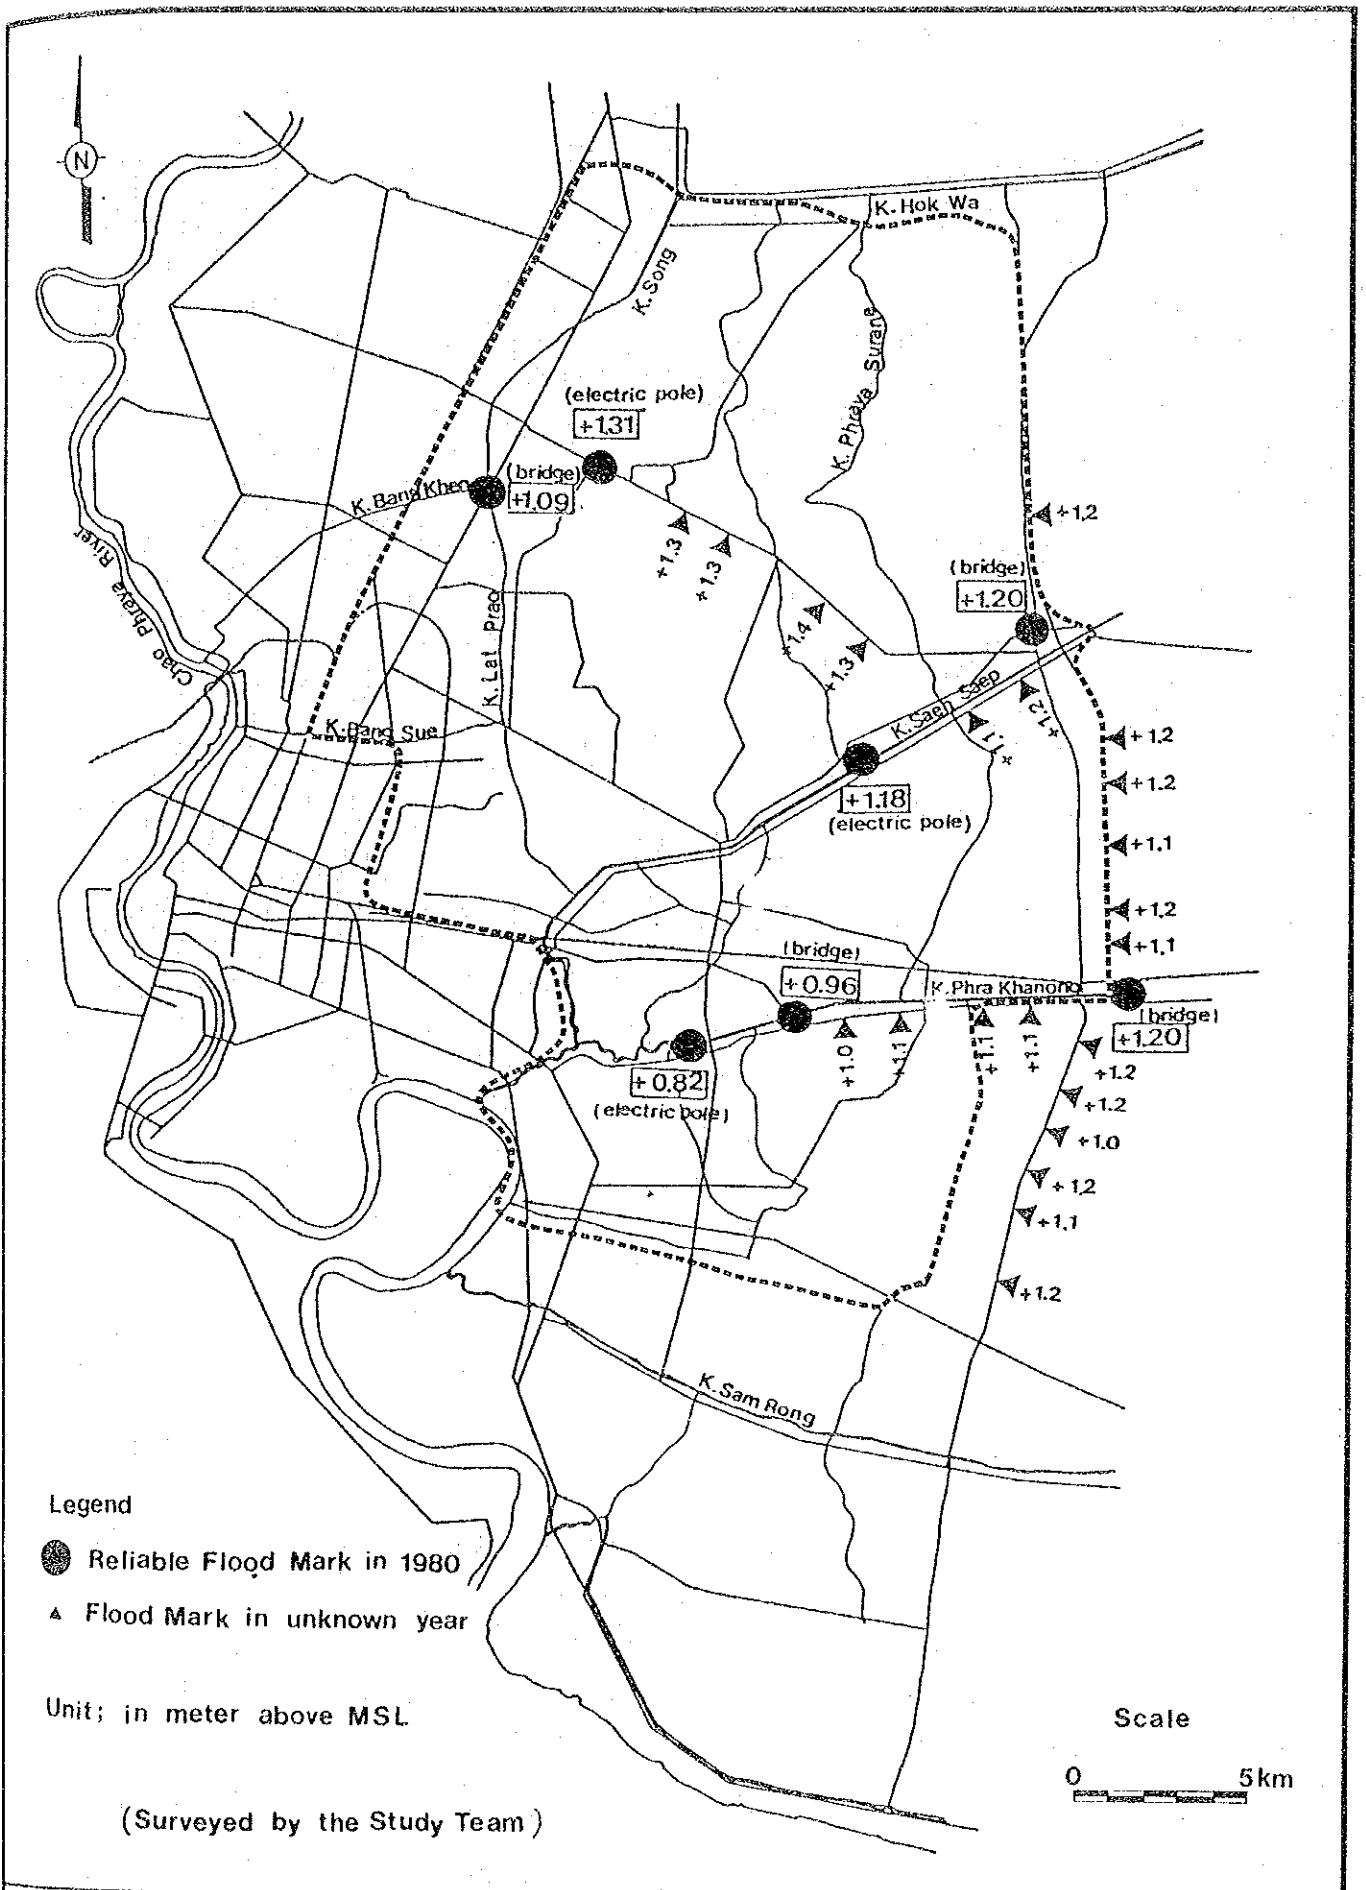 N
K. Hok Wa
K. Song
K. Phraya Surane
(electric pole)
+1.31
(bridge)
+1.09
K. Bang Khen
+1.3
+1.3
+1.2
(bridge)
+1.20
Chao Phraya River
K. Lat Prao
+1.4
+1.3
K. Saen Saep
+1.1
+1.2
K. Bang Sue
+1.2
+1.2
+1.18
(electric pole)
+1.1
+1.2
+1.1
(bridge)
+0.96
K. Phra Khanong
(bridge)
+1.20
+1.0
+1.1
+1.1
+1.1
+0.82
(electric pole)
+1.2
+1.2
+1.0
+1.2
+1.1
+1.2
K. Sam Rong
Legend
Reliable Flood Mark in 1980
Flood Mark in unknown year
Unit; in meter above MSL
Scale
0 5km
(Surveyed by the Study Team)